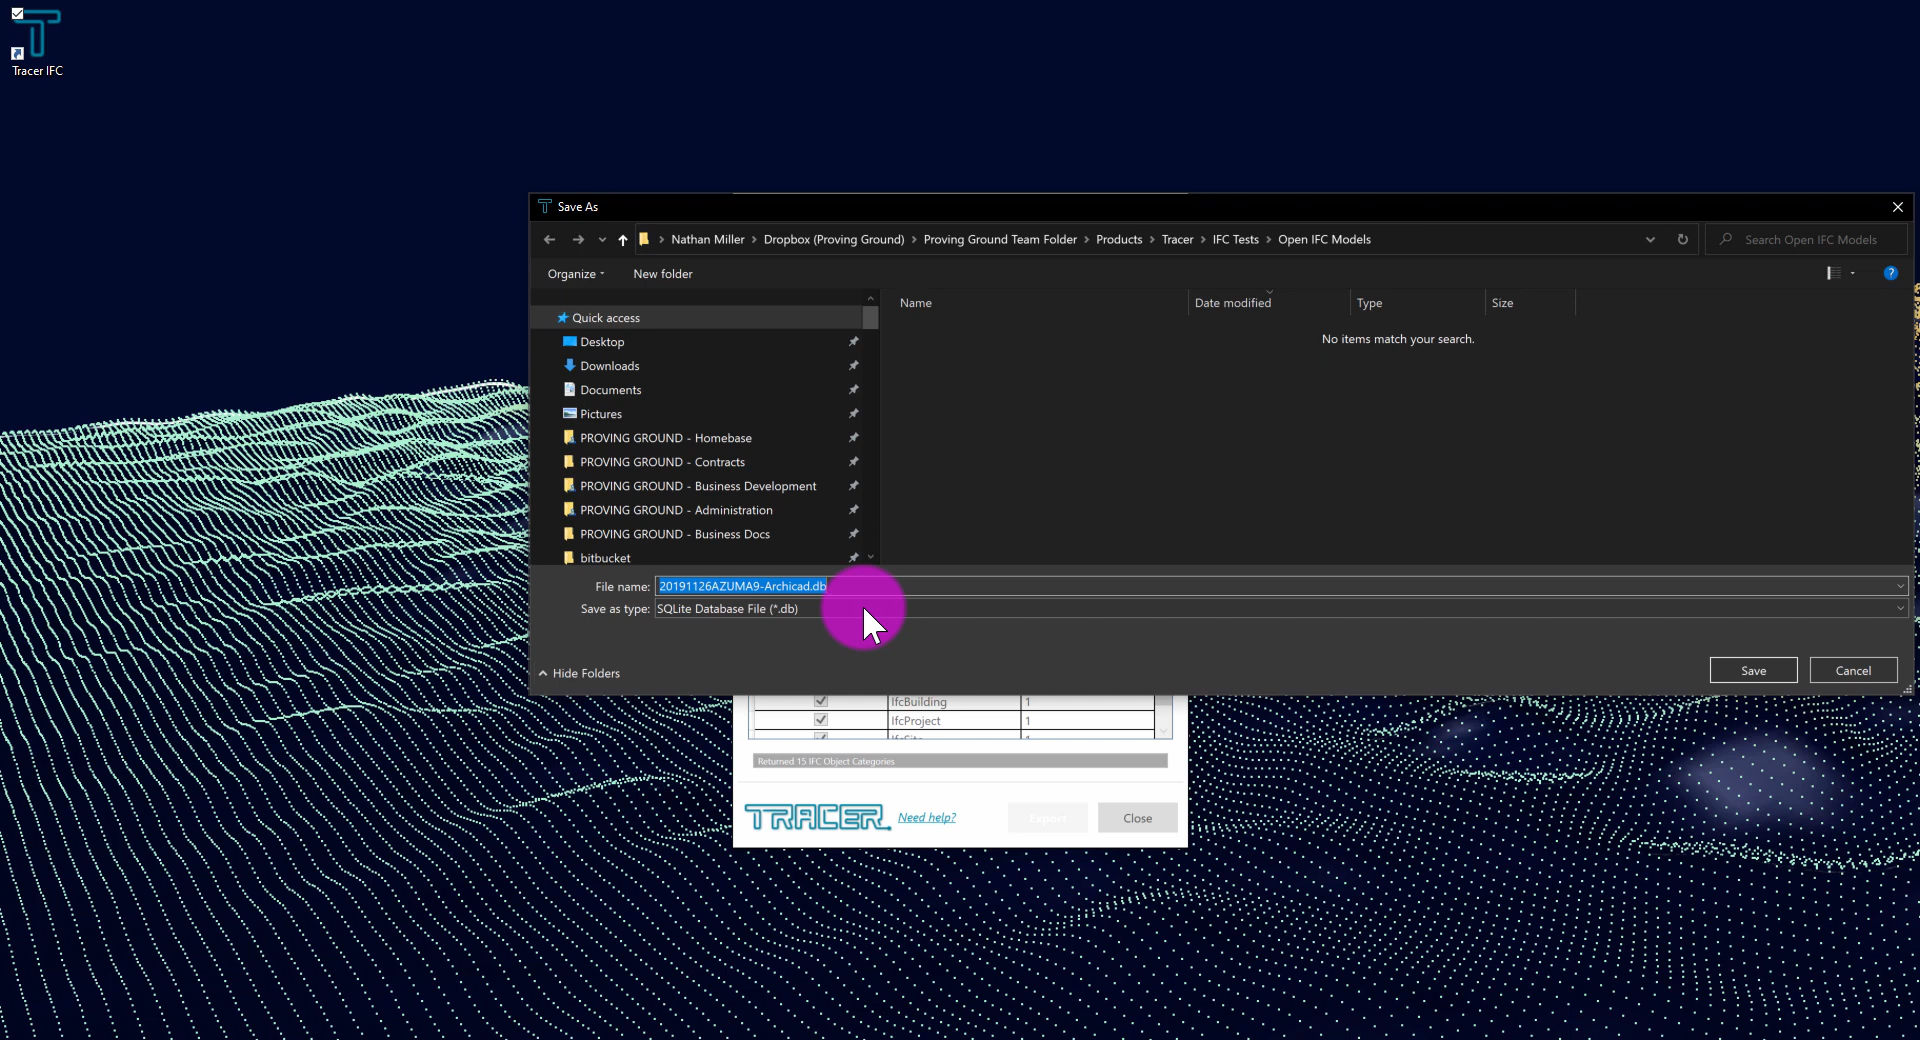 Tracer IFC
Save As
Nathan Miller > Dropbox (Proving Ground) > Proving Ground Team Folder > Products > Tracer > IFC Tests > Open IFC Models
Search Open IFC Models
Organize
New folder
Name
Date modified
Type
Size
Quick access
No items match your search.
Desktop
Downloads
Documents
Pictures
PROVING GROUND - Homebase
PROVING GROUND - Contracts
PROVING GROUND - Business Development
PROVING GROUND - Administration
PROVING GROUND - Business Docs
bitbucket
File name: 20191126AZUMA9-Archicad.db
Save as type: SQLite Database File (*.db)
Hide Folders
Save
Cancel
IfcBuilding 1
IfcProject 1
Returned 15 IFC Object Categories
TRACER
Need help?
Export
Close